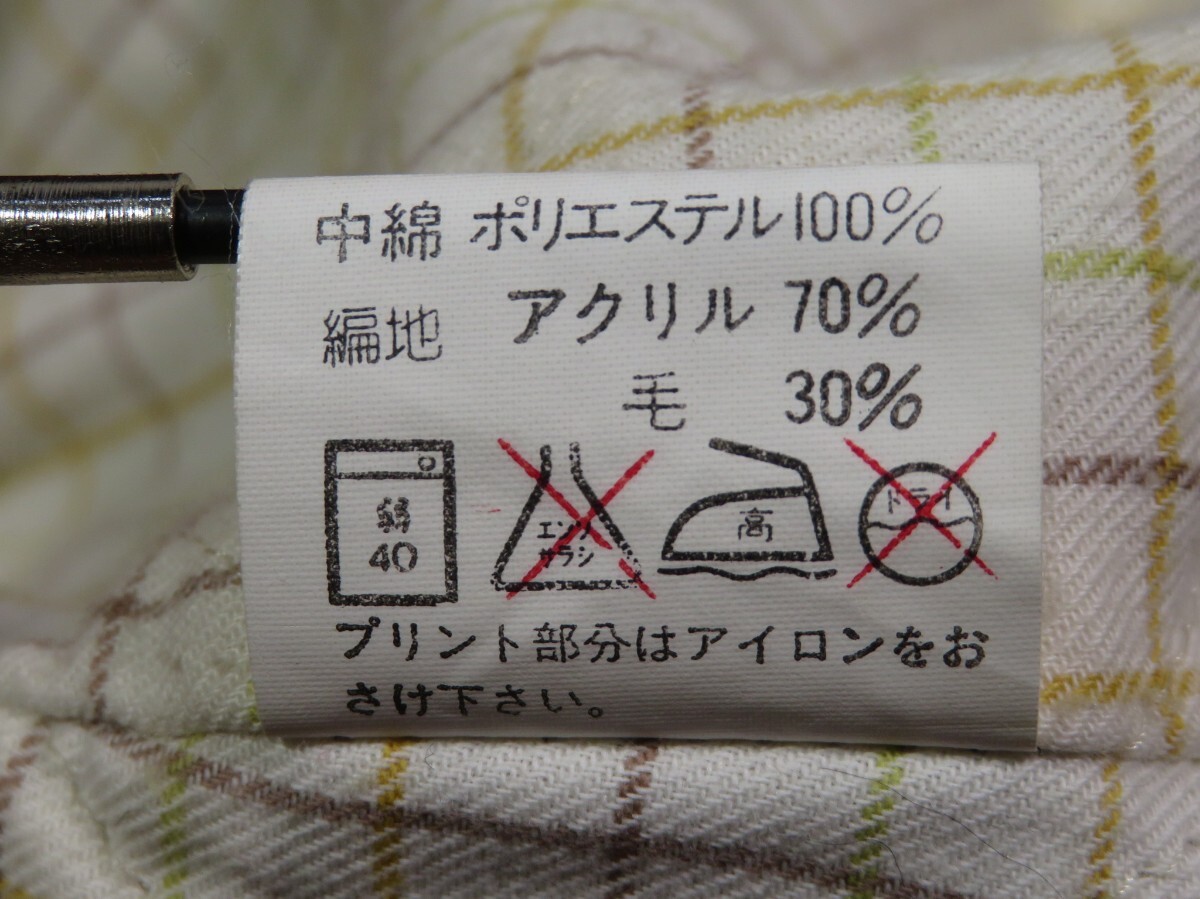 中綿 ポリエステル100%
編地 アクリル 70%
毛 30%
弱
40
エンソ
サラシ
高
ドライ
プリント部分はアイロンをお
さけ下さい。